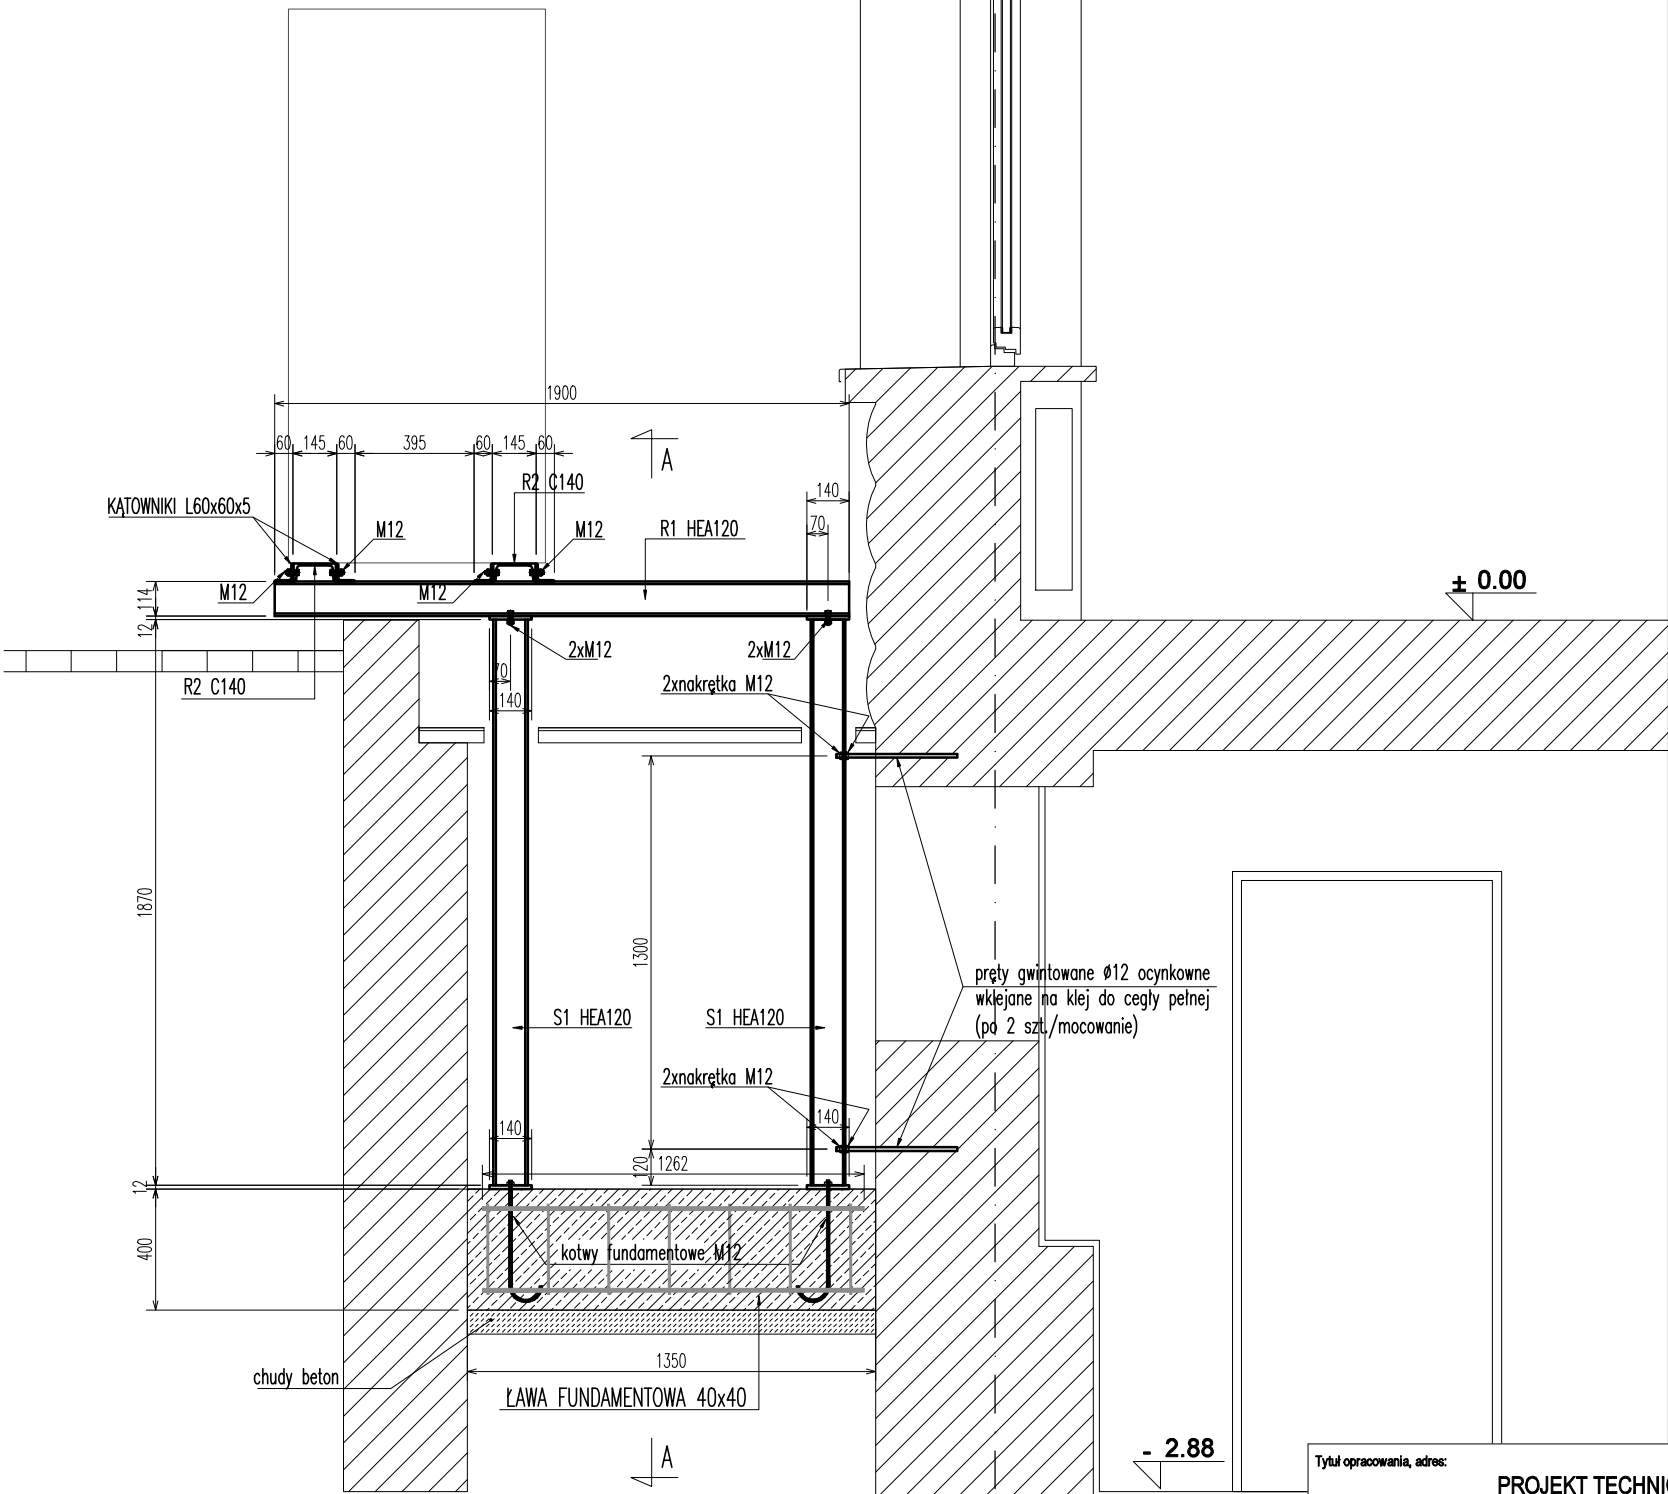 1900
60 145 60 395 60 145 60
A
R2 C140
140
KĄTOWNIKI L60x60x5
M12
M12
R1 HEA120
70
± 0.00
M12
M12
114
12
2xM12
2xM12
70
2xnakrętka M12
R2 C140
140
1870
1300
pręty gwintowane Ø12 ocynkowne
wklejane na klej do cegły pełnej
(po 2 szt./mocowanie)
S1 HEA120
S1 HEA120
2xnakrętka M12
140
140
120
1262
12
400
kotwy fundamentowe M12
1350
chudy beton
ŁAWA FUNDAMENTOWA 40x40
A
- 2.88
Tytuł opracowania, adres:
PROJEKT TECHNI